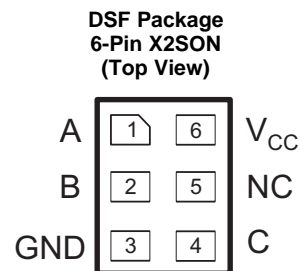 DSF Package
6-Pin X2SON
(Top View)
A 1 6 VCC
B 2 5 NC
GND 3 4 C